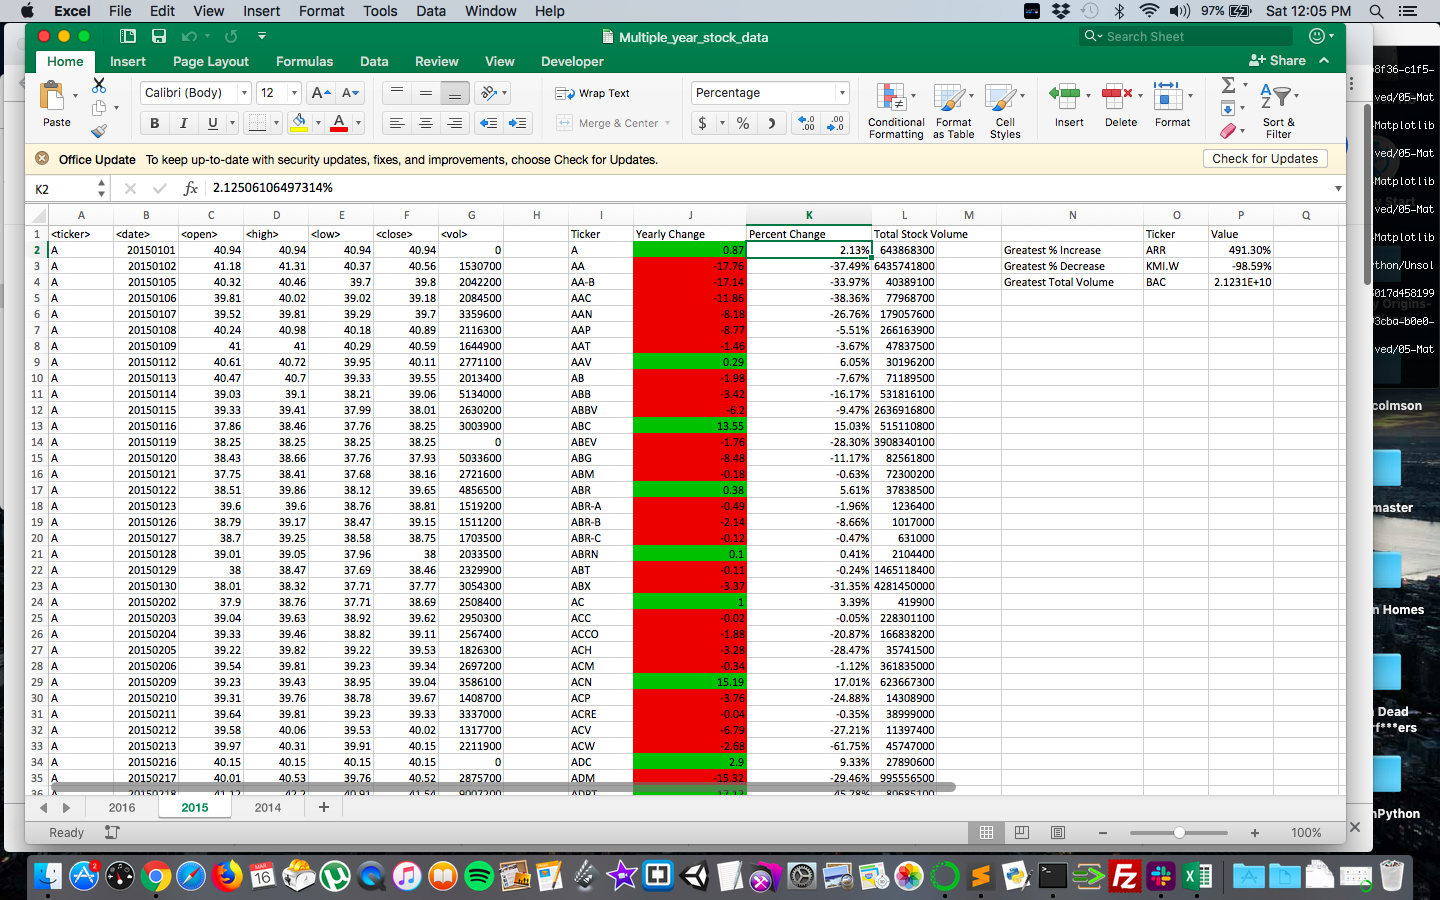 Excel File Edit View Insert Format Tools Data Window Help 97% Sat 12:05 PM
Multiple_year_stock_data Search Sheet
Home Insert Page Layout Formulas Data Review View Developer Share
Paste Calibri (Body) 12 A A Wrap Text Percentage Conditional Formatting Format as Table Cell Styles Insert Delete Format Sort & Filter
B I U A Merge & Center $ % .0 .00 .00 .0
Office Update To keep up-to-date with security updates, fixes, and improvements, choose Check for Updates. Check for Updates
K2 fx 2.12506106497314%
A B C D E F G H I J K L M N O P Q
1 <ticker> <date> <open> <high> <low> <close> <vol> Ticker Yearly Change Percent Change Total Stock Volume Ticker Value
2 A 20150101 40.94 40.94 40.94 40.94 0 A 0.87 2.13% 643868300 Greatest % Increase ARR 491.30%
3 A 20150102 41.18 41.31 40.37 40.56 1530700 AA -17.76 -37.49% 6435741800 Greatest % Decrease KMI.W -98.59%
4 A 20150105 40.32 40.46 39.7 39.8 2042200 AA-B -17.14 -33.97% 40389100 Greatest Total Volume BAC 2.1231E+10
5 A 20150106 39.81 40.02 39.02 39.18 2084500 AAC -11.86 -38.36% 77968700
6 A 20150107 39.52 39.81 39.29 39.7 3359600 AAN -8.18 -26.76% 179057600
7 A 20150108 40.24 40.98 40.18 40.89 2116300 AAP -8.77 -5.51% 266163900
8 A 20150109 41 41 40.29 40.59 1644900 AAT -1.46 -3.67% 47837500
9 A 20150112 40.61 40.72 39.95 40.11 2771100 AAV 0.29 6.05% 30196200
10 A 20150113 40.47 40.7 39.33 39.55 2013400 AB -1.98 -7.67% 71189500
11 A 20150114 39.03 39.1 38.21 39.06 5134000 ABB -3.42 -16.17% 531816100
12 A 20150115 39.33 39.41 37.99 38.01 2630200 ABBV -6.2 -9.47% 2636916800
13 A 20150116 37.86 38.46 37.76 38.25 3003900 ABC 13.55 15.03% 515110800
14 A 20150119 38.25 38.25 38.25 38.25 0 ABEV -1.76 -28.30% 3908340100
15 A 20150120 38.43 38.66 37.76 37.93 5033600 ABG -8.48 -11.17% 82561800
16 A 20150121 37.75 38.41 37.68 38.16 2721600 ABM -0.18 -0.63% 72300200
17 A 20150122 38.51 39.86 38.12 39.65 4856500 ABR 0.38 5.61% 37838500
18 A 20150123 39.6 39.6 38.76 38.81 1519200 ABR-A -0.49 -1.96% 1236400
19 A 20150126 38.79 39.17 38.47 39.15 1511200 ABR-B -2.14 -8.66% 1017000
20 A 20150127 38.7 39.25 38.58 38.75 1703500 ABR-C -0.12 -0.47% 631000
21 A 20150128 39.01 39.05 37.96 38 2033500 ABRN 0.1 0.41% 2104400
22 A 20150129 38 38.47 37.69 38.46 2329900 ABT -0.11 -0.24% 1465118400
23 A 20150130 38.01 38.32 37.71 37.77 3054300 ABX -3.37 -31.35% 4281450000
24 A 20150202 37.9 38.76 37.71 38.69 2508400 AC 1 3.39% 419900
25 A 20150203 39.04 39.63 38.92 39.62 2950300 ACC -0.02 -0.05% 228301100
26 A 20150204 39.33 39.46 38.82 39.11 2567400 ACCO -1.88 -20.87% 166838200
27 A 20150205 39.22 39.82 39.22 39.53 1826300 ACH -3.28 -28.47% 35741500
28 A 20150206 39.54 39.81 39.23 39.34 2697200 ACM -0.34 -1.12% 361835000
29 A 20150209 39.23 39.43 38.95 39.04 3586100 ACN 15.19 17.01% 623667300
30 A 20150210 39.31 39.76 38.78 39.67 1408700 ACP -3.76 -24.88% 14308900
31 A 20150211 39.64 39.81 39.23 39.33 3337000 ACRE -0.04 -0.35% 38999000
32 A 20150212 39.58 40.06 39.53 40.02 1317700 ACV -6.79 -27.21% 11397400
33 A 20150213 39.97 40.31 39.91 40.15 2211900 ACW -2.68 -61.75% 45747000
34 A 20150216 40.15 40.15 40.15 40.15 0 ADC 2.9 9.33% 27890600
35 A 20150217 40.01 40.53 39.76 40.52 2875700 ADM -15.32 -29.46% 995556500
2016 2015 2014 +
Ready 100%
8f36-c1f5-
ved/05-Mat
Matplotlib
ved/05-Mat
-Matplotlib
ved/05-Mat
-Matplotlib
thon/Unsol
017d458199
3cba-b0e0-
ved/05-Mat
colmson
master
n Homes
Dead
f***ers
nPython
MAR
16
2
Fz